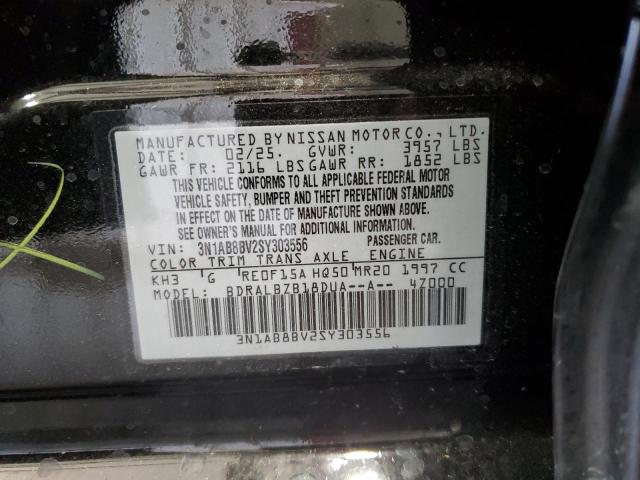 MANUFACTURED BY NISSAN MOTOR CO., LTD.
DATE: 02/25. GVWR: 3957 LBS
GAWR FR: 2116 LBS GAWR RR: 1852 LBS
THIS VEHICLE CONFORMS TO ALL APPLICABLE FEDERAL MOTOR
VEHICLE SAFETY, BUMPER AND THEFT PREVENTION STANDARDS
IN EFFECT ON THE DATE OF MANUFACTURE SHOWN ABOVE.
SEE OWNER'S MANUAL FOR ADDITIONAL INFORMATION.
VIN: 3N1AB8BV2SY303556 PASSENGER CAR.
COLOR TRIM TRANS AXLE ENGINE
KH3 'G 'RE0F15A HQ50 MR20 1997 CC
MODEL: BDRALBZB18DUA--A-- 4Z000
3N1AB8BV2SY303556